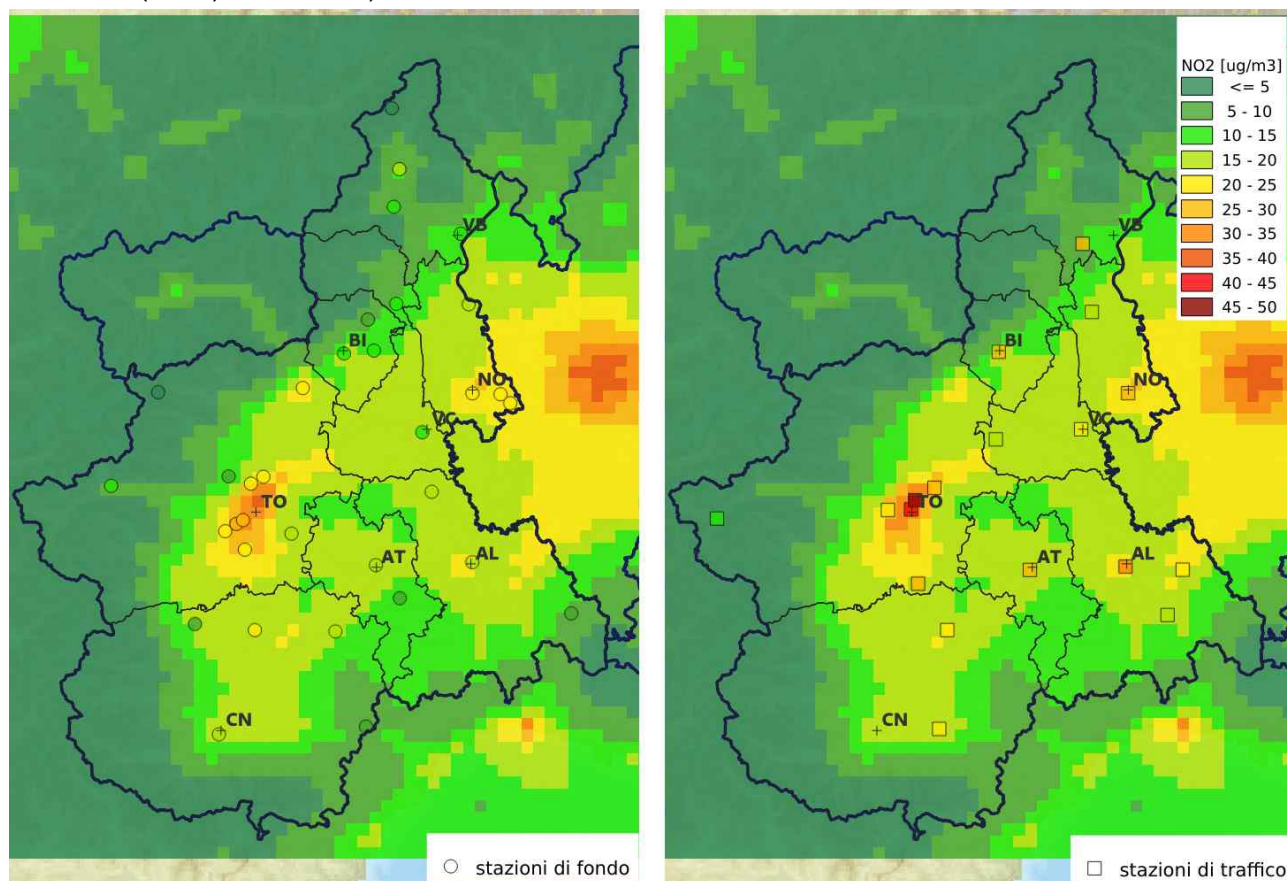 VB
BI
NO
VC
TO
AT
AL
CN
stazioni di fondo
NO2 [ug/m3]
<= 5
5 - 10
10 - 15
15 - 20
20 - 25
25 - 30
30 - 35
35 - 40
40 - 45
45 - 50
VB
BI
NO
VC
TO
AT
AL
CN
stazioni di traffico